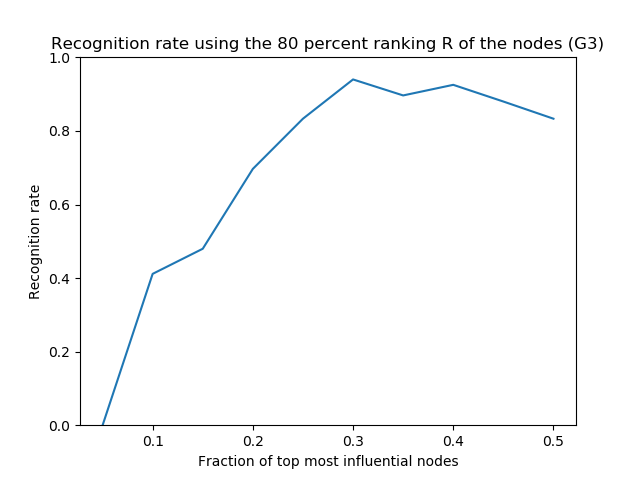 Recognition rate using the 80 percent ranking R of the nodes (G3)
1.0
0.8
0.6
0.4
0.2
0.0
Recognition rate
0.1 0.2 0.3 0.4 0.5
Fraction of top most influential nodes